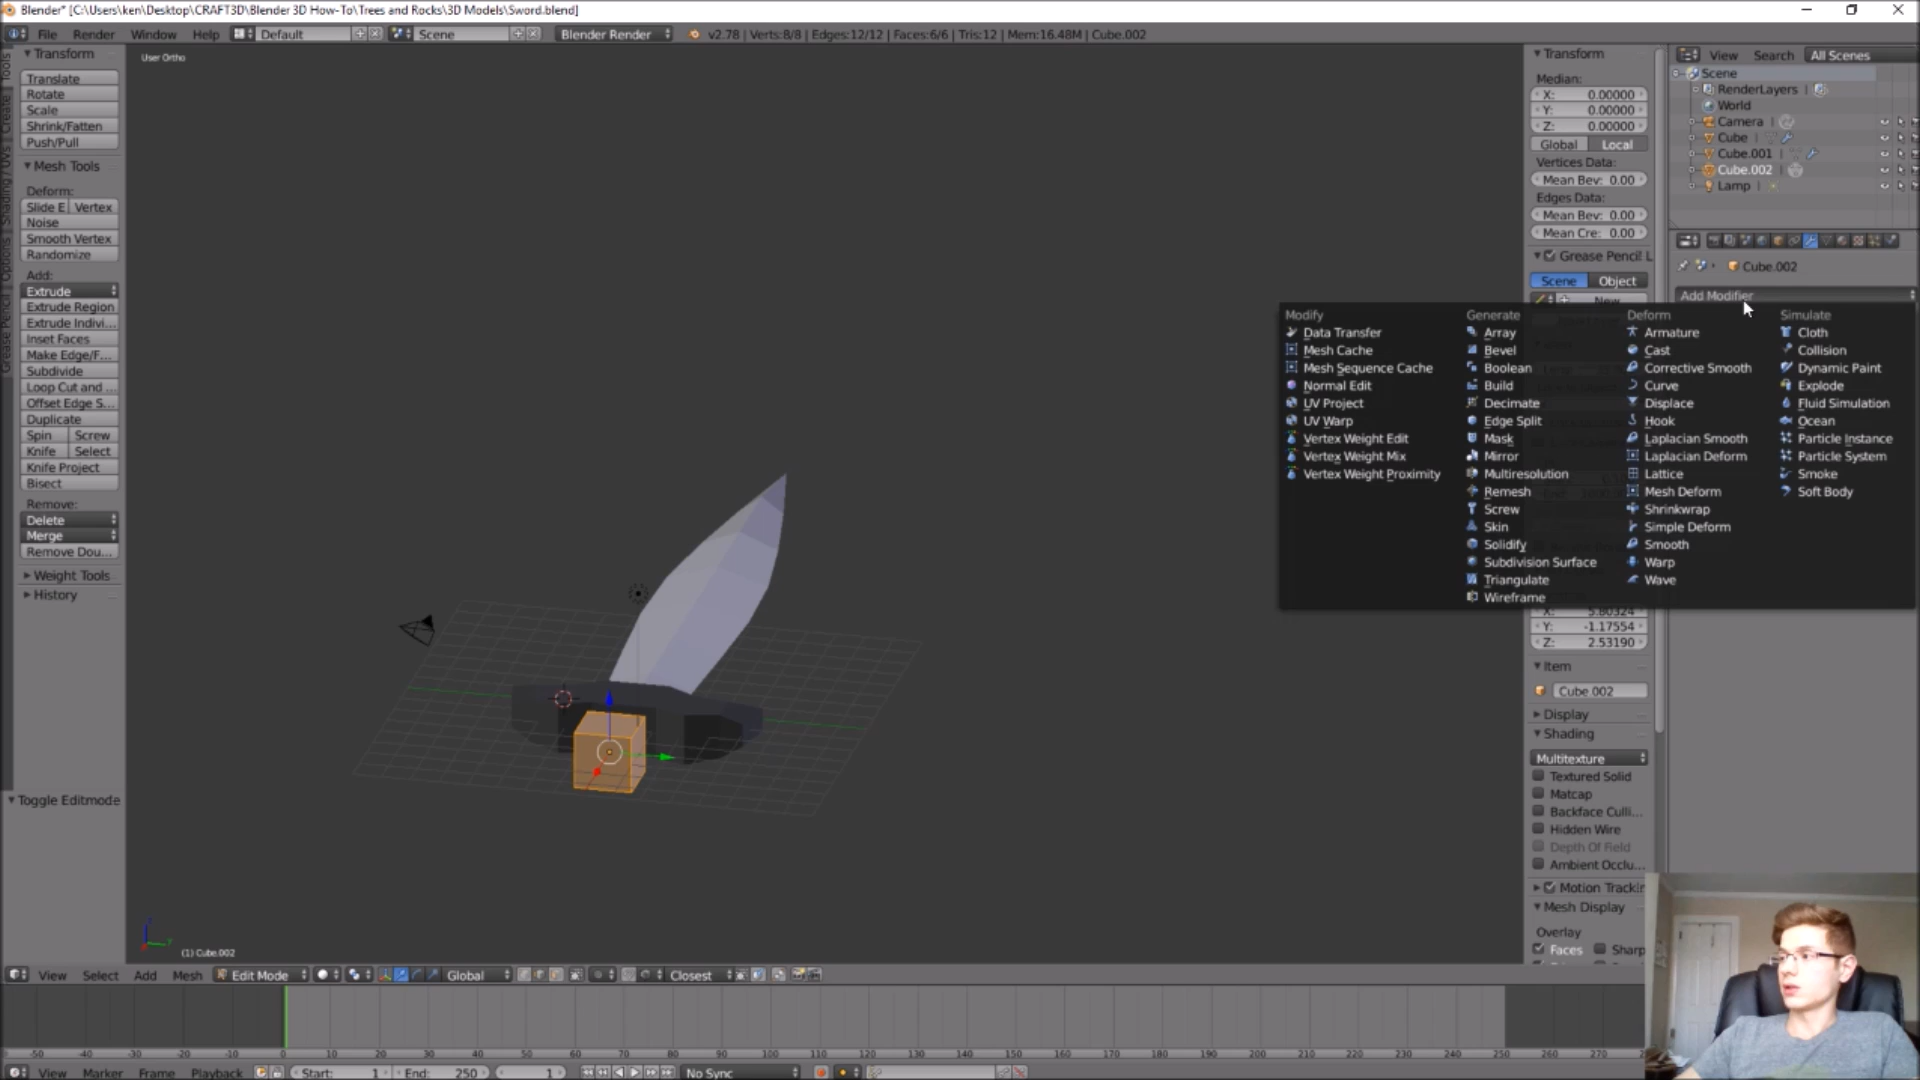 Blender* [C:\Users\ken\Desktop\CRAFT3D\Blender 3D How-To\Trees and Rocks\3D Models\Sword.blend]
File Render Window Help Default Scene Blender Render v2.78 | Verts:8/8 | Edges:12/12 | Faces:6/6 | Tris:12 | Mem:16.48M | Cube.002
Tools
Create
Shading / UVs
Options
Grease Pencil
Transform
Translate
Rotate
Scale
Shrink/Fatten
Push/Pull
Mesh Tools
Deform:
Slide E Vertex
Noise
Smooth Vertex
Randomize
Add:
Extrude
Extrude Region
Extrude Indivi...
Inset Faces
Make Edge/F...
Subdivide
Loop Cut and ...
Offset Edge S...
Duplicate
Spin Screw
Knife Select
Knife Project
Bisect
Remove:
Delete
Merge
Remove Dou...
Weight Tools
History
Toggle Editmode
User Ortho
(1) Cube.002
Transform
Median:
X: 0.00000
Y: 0.00000
Z: 0.00000
Global Local
Vertices Data:
Mean Bev: 0.00
Edges Data:
Mean Bev: 0.00
Mean Cre: 0.00
Grease Pencil L
Scene Object
New
View Search All Scenes
Scene
RenderLayers
World
Camera
Cube
Cube.001
Cube.002
Lamp
Cube.002
Add Modifier
Modify
Data Transfer
Mesh Cache
Mesh Sequence Cache
Normal Edit
UV Project
UV Warp
Vertex Weight Edit
Vertex Weight Mix
Vertex Weight Proximity
Generate
Array
Bevel
Boolean
Build
Decimate
Edge Split
Mask
Mirror
Multiresolution
Remesh
Screw
Skin
Solidify
Subdivision Surface
Triangulate
Wireframe
Deform
Armature
Cast
Corrective Smooth
Curve
Displace
Hook
Laplacian Smooth
Laplacian Deform
Lattice
Mesh Deform
Shrinkwrap
Simple Deform
Smooth
Warp
Wave
Simulate
Cloth
Collision
Dynamic Paint
Explode
Fluid Simulation
Ocean
Particle Instance
Particle System
Smoke
Soft Body
X: 5.80324
Y: -1.17554
Z: 2.53190
Item
Cube.002
Display
Shading
Multitexture
Textured Solid
Matcap
Backface Culli...
Hidden Wire
Depth Of Field
Ambient Occlu...
Motion Trackir
Mesh Display
Overlay
Faces Sharp
View Select Add Mesh Edit Mode Global Closest
-50 -40 -30 -20 -10 0 10 20 30 40 50 60 70 80 90 100 110 120 130 140 150 160 170 180 190 200 210 220 230 240 250 260 270
View Marker Frame Playback Start: 1 End: 250 1 No Sync